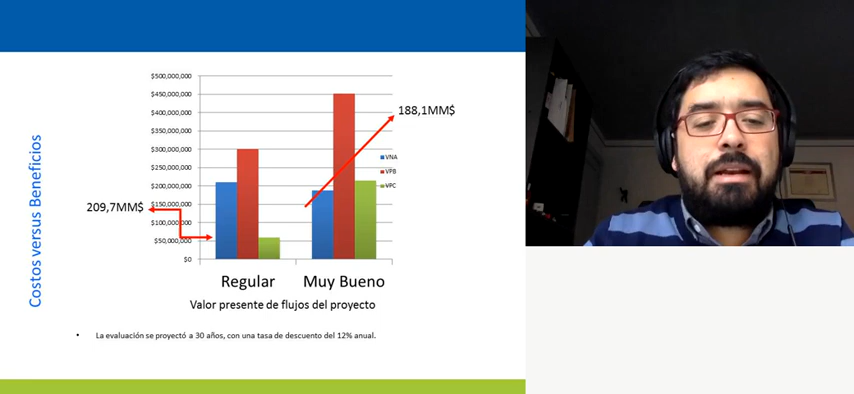 Costos versus Beneficios
$500,000,000
$450,000,000
$400,000,000
$350,000,000
$300,000,000
$250,000,000
$200,000,000
$150,000,000
$100,000,000
$50,000,000
$0
209,7MM$
188,1MM$
VNA
VPB
VPC
Regular
Muy Bueno
Valor presente de flujos del proyecto
• La evaluación se proyectó a 30 años, con una tasa de descuento del 12% anual.